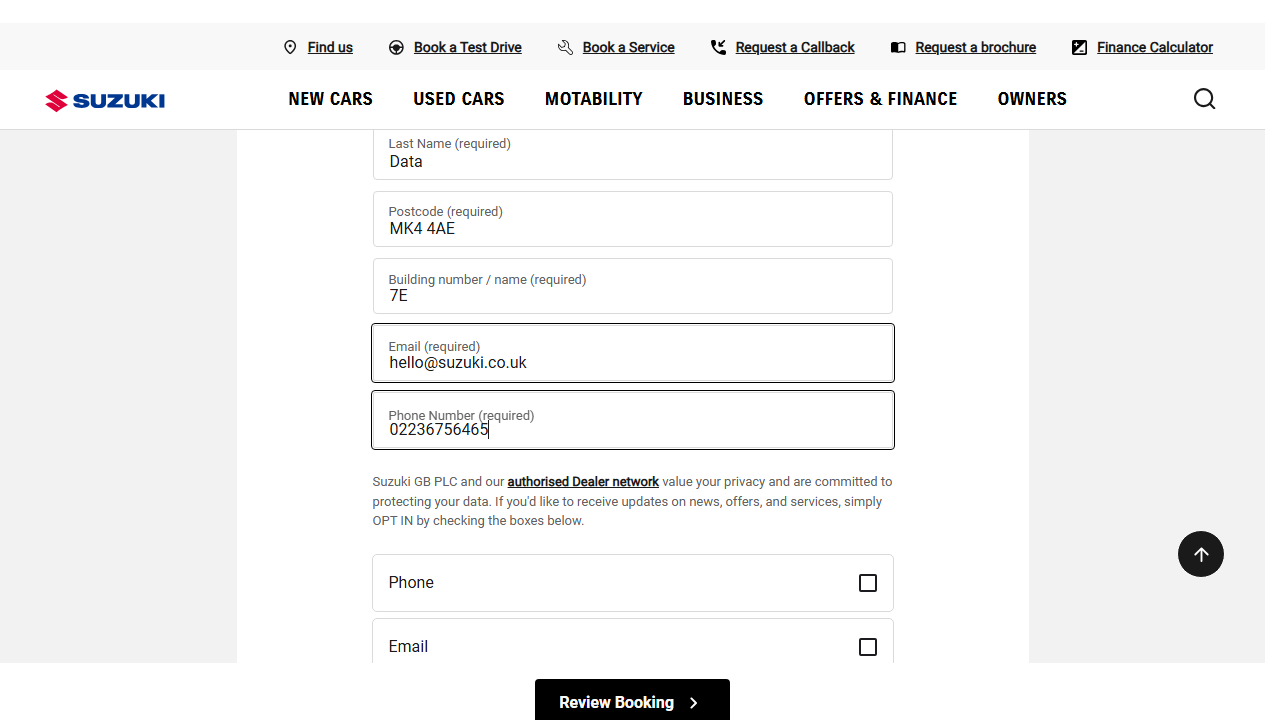 Find us Book a Test Drive Book a Service Request a Callback Request a brochure Finance Calculator
SUZUKI NEW CARS USED CARS MOTABILITY BUSINESS OFFERS & FINANCE OWNERS
Last Name (required)
Data
Postcode (required)
MK4 4AE
Building number / name (required)
7E
Email (required)
hello@suzuki.co.uk
Phone Number (required)
02236756465
Suzuki GB PLC and our authorised Dealer network value your privacy and are committed to
protecting your data. If you'd like to receive updates on news, offers, and services, simply
OPT IN by checking the boxes below.
Phone
Email
Review Booking